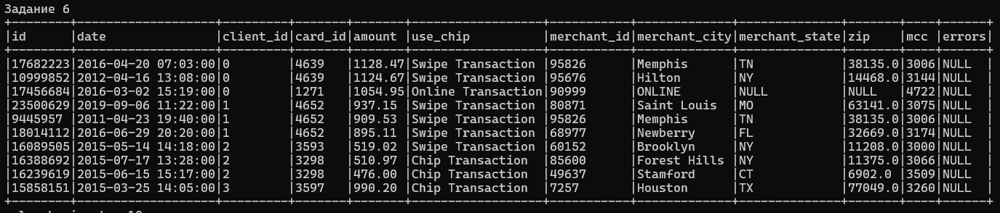 Задание 6
+--------+-------------------+---------+-------+-------+------------------+-----------+-------------+--------------+-------+----+------+
|id      |date               |client_id|card_id|amount |use_chip          |merchant_id|merchant_city|merchant_state|zip    |mcc |errors|
+--------+-------------------+---------+-------+-------+------------------+-----------+-------------+--------------+-------+----+------+
|17682223|2016-04-20 07:03:00|0        |4639   |1128.47|Swipe Transaction |95826      |Memphis      |TN            |38135.0|3006|NULL  |
|10999852|2012-04-16 13:08:00|0        |4639   |1124.67|Swipe Transaction |95676      |Hilton       |NY            |14468.0|3144|NULL  |
|17456684|2016-03-02 15:19:00|0        |1271   |1054.95|Online Transaction|90999      |ONLINE       |NULL          |NULL   |4722|NULL  |
|23500629|2019-09-06 11:22:00|1        |4652   |937.15 |Swipe Transaction |80871      |Saint Louis  |MO            |63141.0|3075|NULL  |
|9445957 |2011-04-23 19:40:00|1        |4652   |909.53 |Swipe Transaction |95826      |Memphis      |TN            |38135.0|3006|NULL  |
|18014112|2016-06-29 20:20:00|1        |4652   |895.11 |Swipe Transaction |68977      |Newberry     |FL            |32669.0|3174|NULL  |
|16089505|2015-05-14 14:18:00|2        |3593   |519.02 |Swipe Transaction |60152      |Brooklyn     |NY            |11208.0|3000|NULL  |
|16388692|2015-07-17 13:28:00|2        |3298   |510.97 |Chip Transaction  |85600      |Forest Hills |NY            |11375.0|3066|NULL  |
|16239619|2015-06-15 15:17:00|2        |3298   |476.00 |Chip Transaction  |49637      |Stamford     |CT            |6902.0 |3509|NULL  |
|15858151|2015-03-25 14:05:00|3        |3597   |990.20 |Chip Transaction  |7257       |Houston      |TX            |77049.0|3260|NULL  |
+--------+-------------------+---------+-------+-------+------------------+-----------+-------------+--------------+-------+----+------+